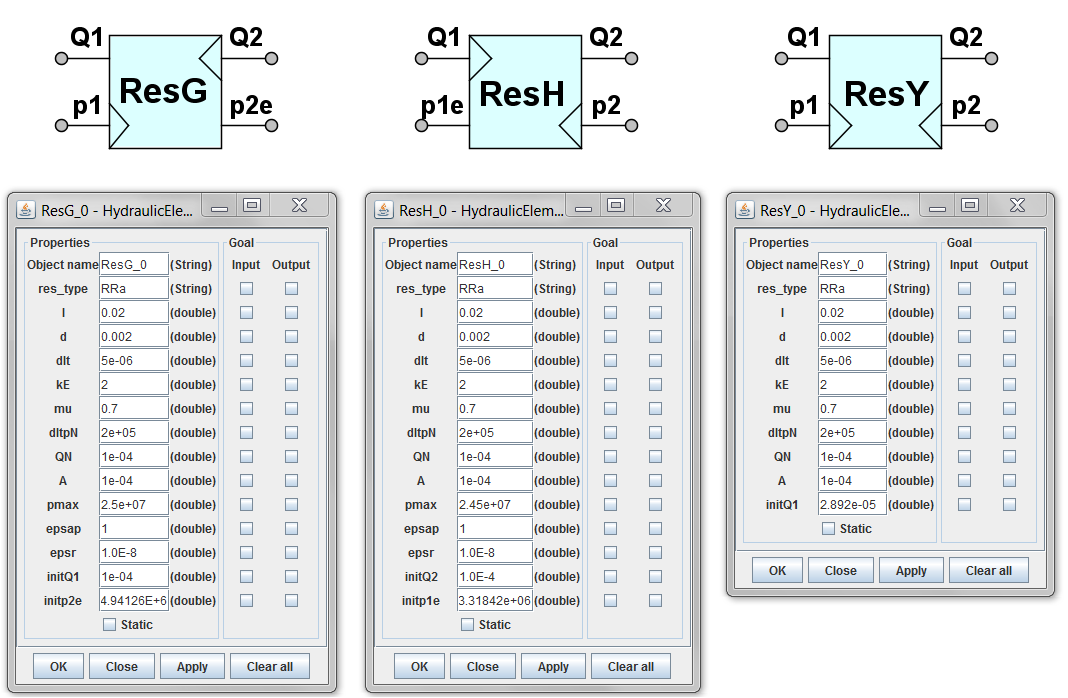 Q1 Q2 Q1 Q2 Q1 Q2
ResG ResH ResY
p1 p2e p1e p2 p1 p2
ResG_0 - HydraulicEle...
Properties Goal
Object name ResG_0 (String) Input Output
res_type RRa (String)
l 0.02 (double)
d 0.002 (double)
dlt 5e-06 (double)
kE 2 (double)
mu 0.7 (double)
dltpN 2e+05 (double)
QN 1e-04 (double)
A 1e-04 (double)
pmax 2.5e+07 (double)
epsap 1 (double)
epsr 1.0E-8 (double)
initQ1 1e-04 (double)
initp2e 4.94126E+6 (double)
Static
OK Close Apply Clear all
ResH_0 - HydraulicElem...
Properties Goal
Object name ResH_0 (String) Input Output
res_type RRa (String)
l 0.02 (double)
d 0.002 (double)
dlt 5e-06 (double)
kE 2 (double)
mu 0.7 (double)
dltpN 2e+05 (double)
QN 1e-04 (double)
A 1e-04 (double)
pmax 2.45e+07 (double)
epsap 1 (double)
epsr 1.0E-8 (double)
initQ2 1.0E-4 (double)
initp1e 3.31842e+06 (double)
Static
OK Close Apply Clear all
ResY_0 - HydraulicEle...
Properties Goal
Object name ResY_0 (String) Input Output
res_type RRa (String)
l 0.02 (double)
d 0.002 (double)
dlt 5e-06 (double)
kE 2 (double)
mu 0.7 (double)
dltpN 2e+05 (double)
QN 1e-04 (double)
A 1e-04 (double)
initQ1 2.892e-05 (double)
Static
OK Close Apply Clear all